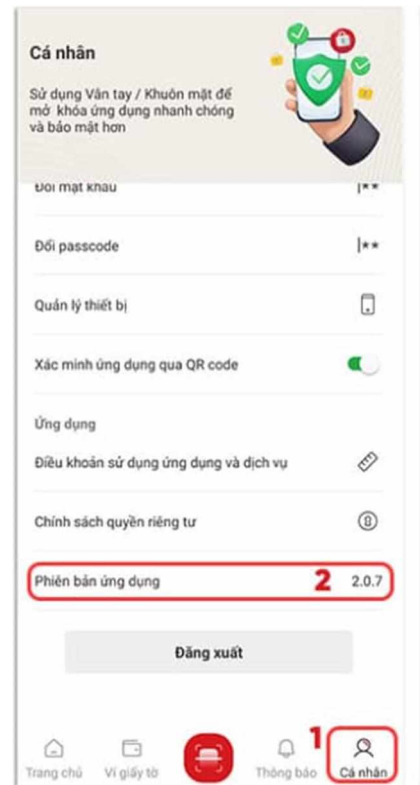 Cá nhân
Sử dụng Vân tay / Khuôn mặt để
mở khóa ứng dụng nhanh chóng
và bảo mật hơn
Đổi mật khẩu |**
Đổi passcode |**
Quản lý thiết bị
Xác minh ứng dụng qua QR code
Ứng dụng
Điều khoản sử dụng ứng dụng và dịch vụ
Chính sách quyền riêng tư
Phiên bản ứng dụng 2 2.0.7
Đăng xuất
1
Trang chủ Ví giấy tờ Thông báo Cá nhân